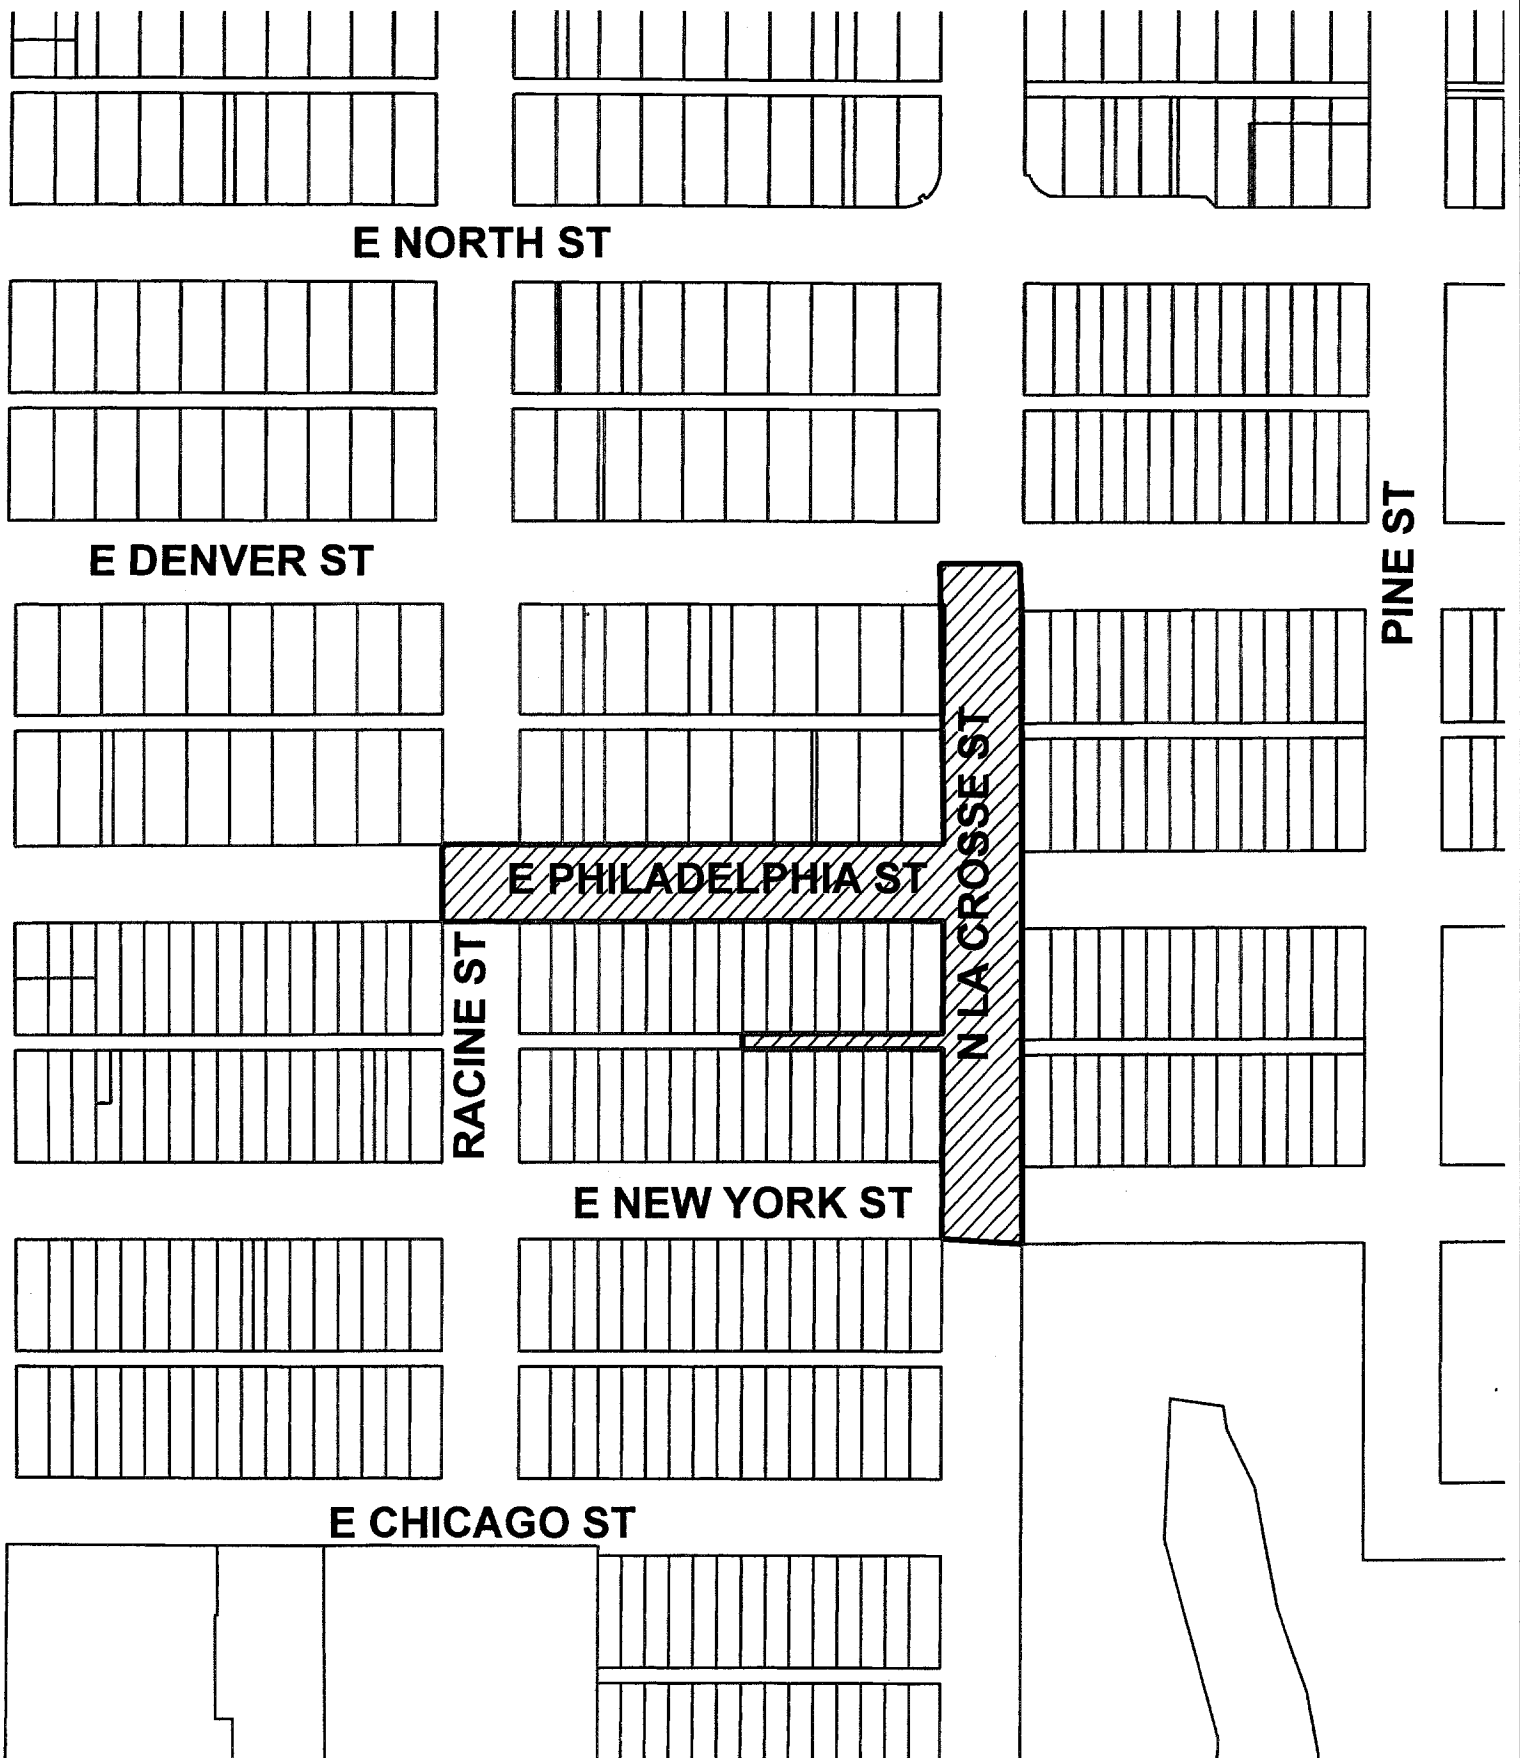 E NORTH ST
PINE ST
E DENVER ST
N LA CROSSE ST
E PHILADELPHIA ST
RACINE ST
E NEW YORK ST
E CHICAGO ST